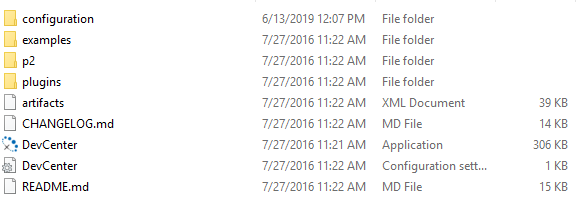 configuration 6/13/2019 12:07 PM File folder
examples 7/27/2016 11:22 AM File folder
p2 7/27/2016 11:22 AM File folder
plugins 7/27/2016 11:22 AM File folder
artifacts 7/27/2016 11:22 AM XML Document 39 KB
CHANGELOG.md 7/27/2016 11:22 AM MD File 14 KB
DevCenter 7/27/2016 11:21 AM Application 306 KB
DevCenter 7/27/2016 11:22 AM Configuration sett... 1 KB
README.md 7/27/2016 11:22 AM MD File 15 KB